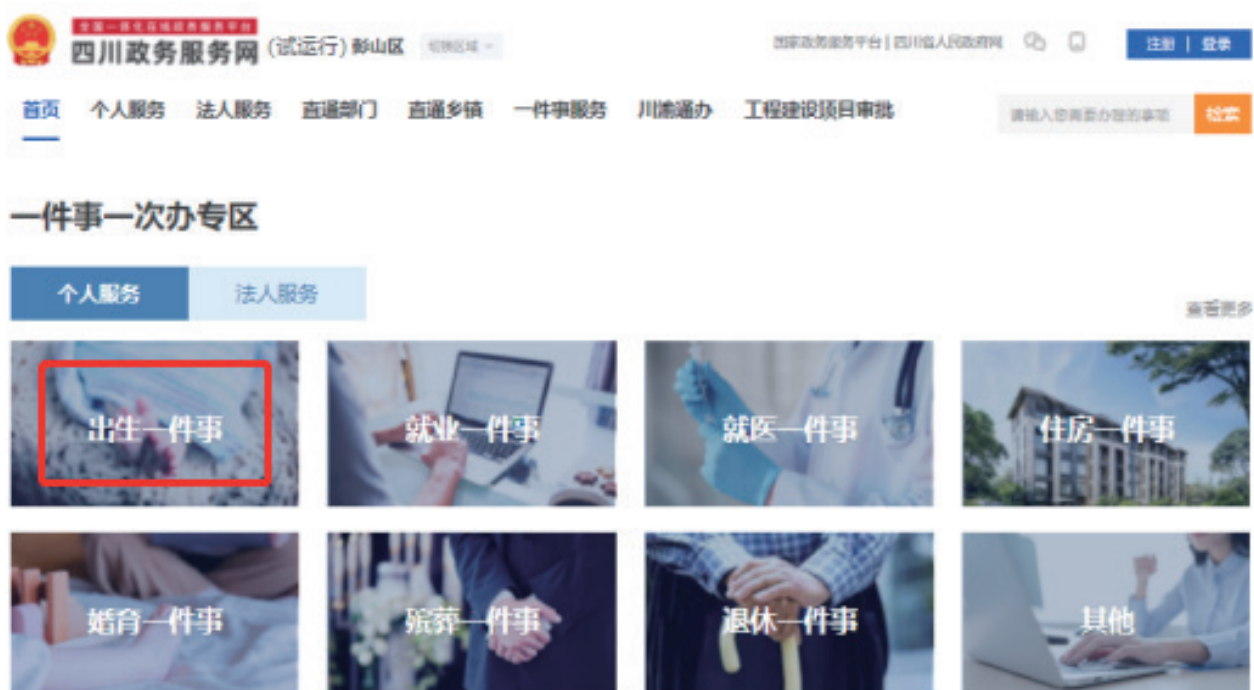 全国一体化在线政务服务平台
四川政务服务网 (试运行) 彭山区 切换区域
国家政务服务平台 | 四川省人民政府网
注册 | 登录
首页 个人服务 法人服务 直通部门 直通乡镇 一件事服务 川渝通办 工程建设项目审批
请输入您需要办理的事项 检索
一件事一次办专区
个人服务 法人服务
查看更多
出生一件事 就业一件事 就医一件事 住房一件事
婚育一件事 殡葬一件事 退休一件事 其他